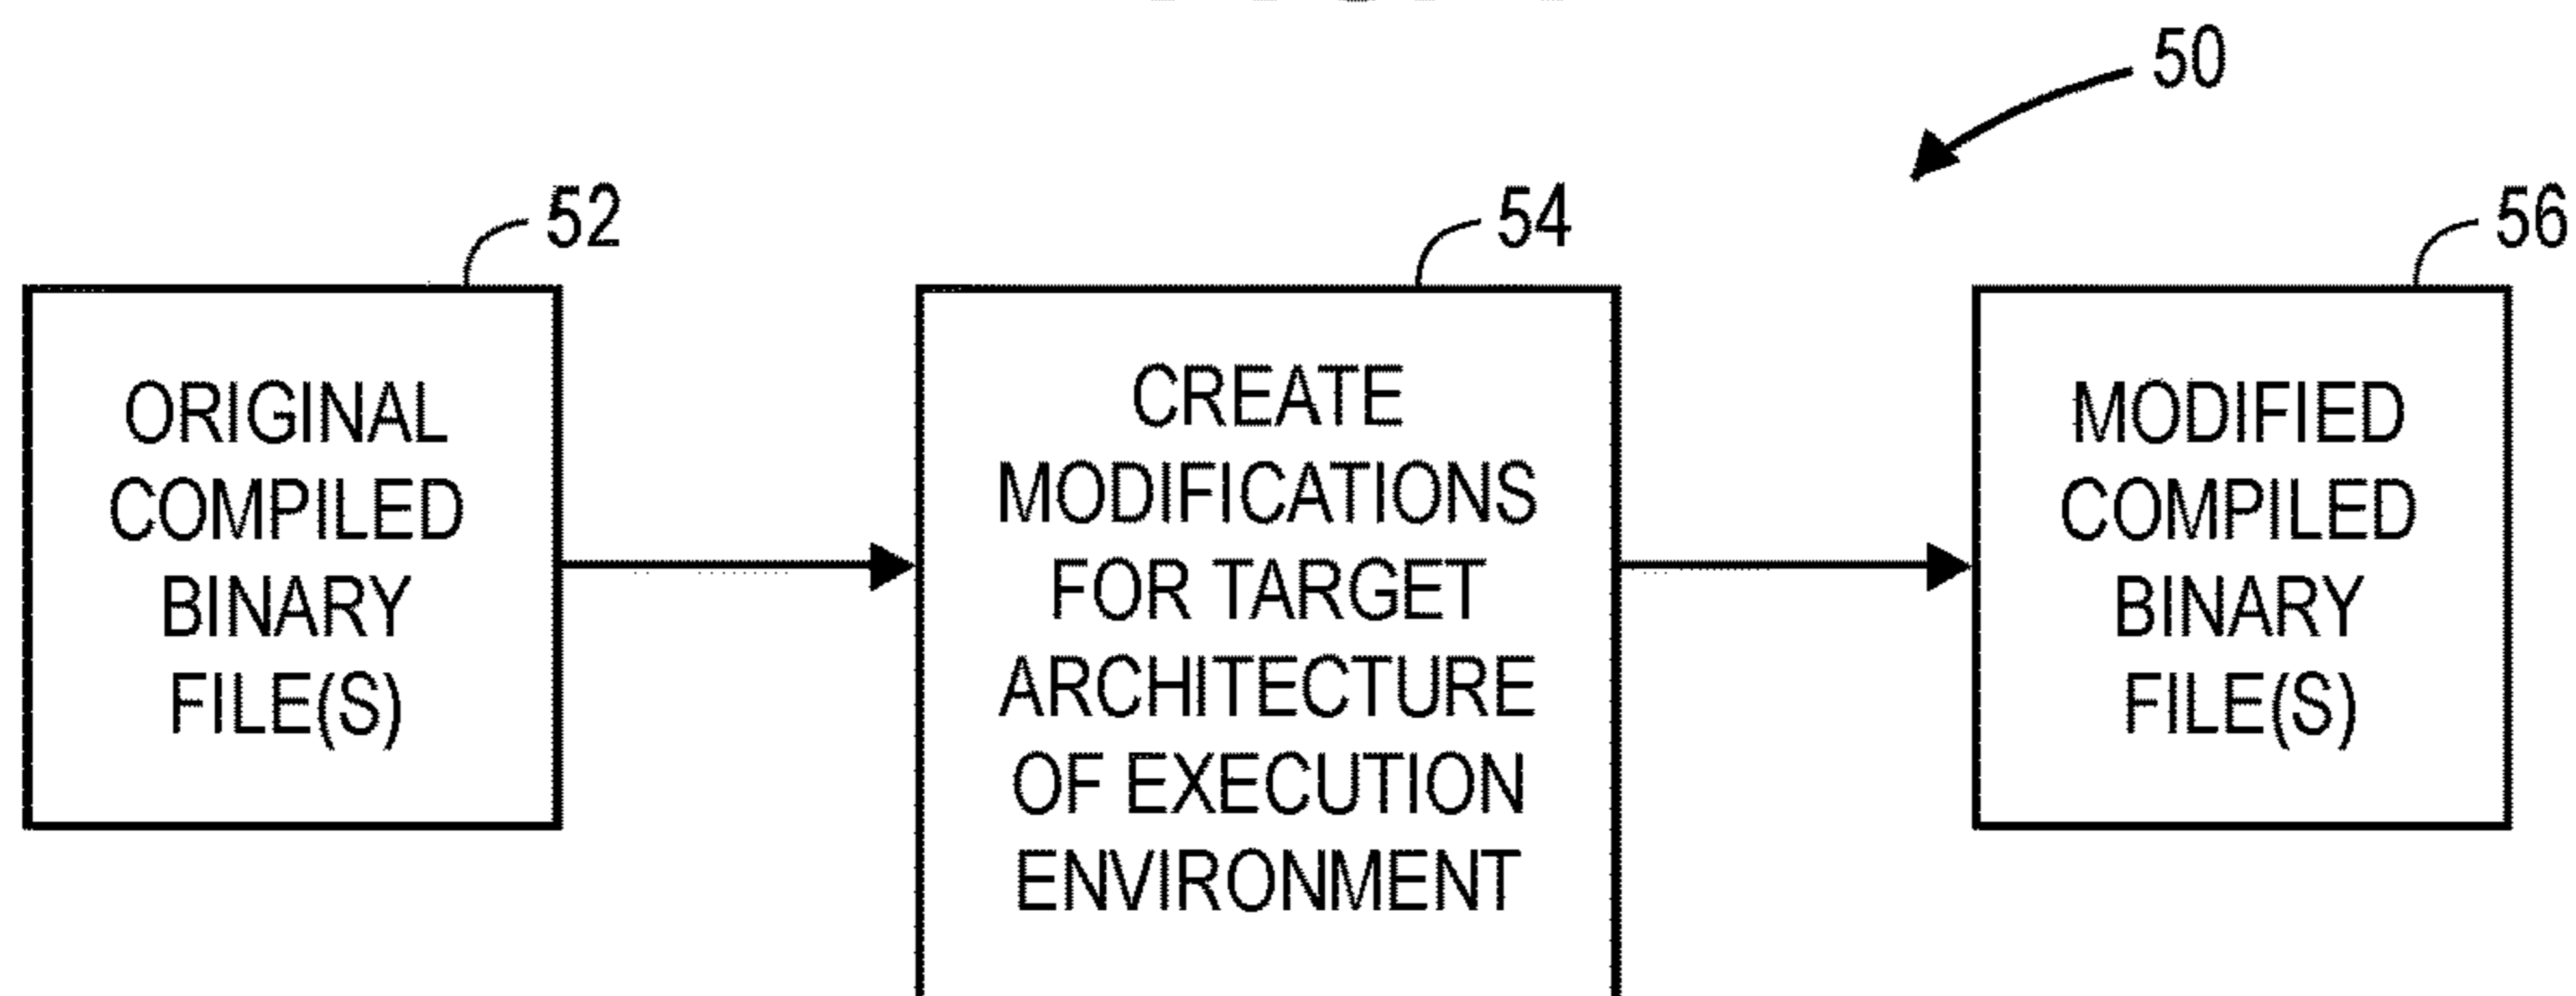 50
52
ORIGINAL
COMPILED
BINARY
FILE(S)
54
CREATE
MODIFICATIONS
FOR TARGET
ARCHITECTURE
OF EXECUTION
ENVIRONMENT
56
MODIFIED
COMPILED
BINARY
FILE(S)